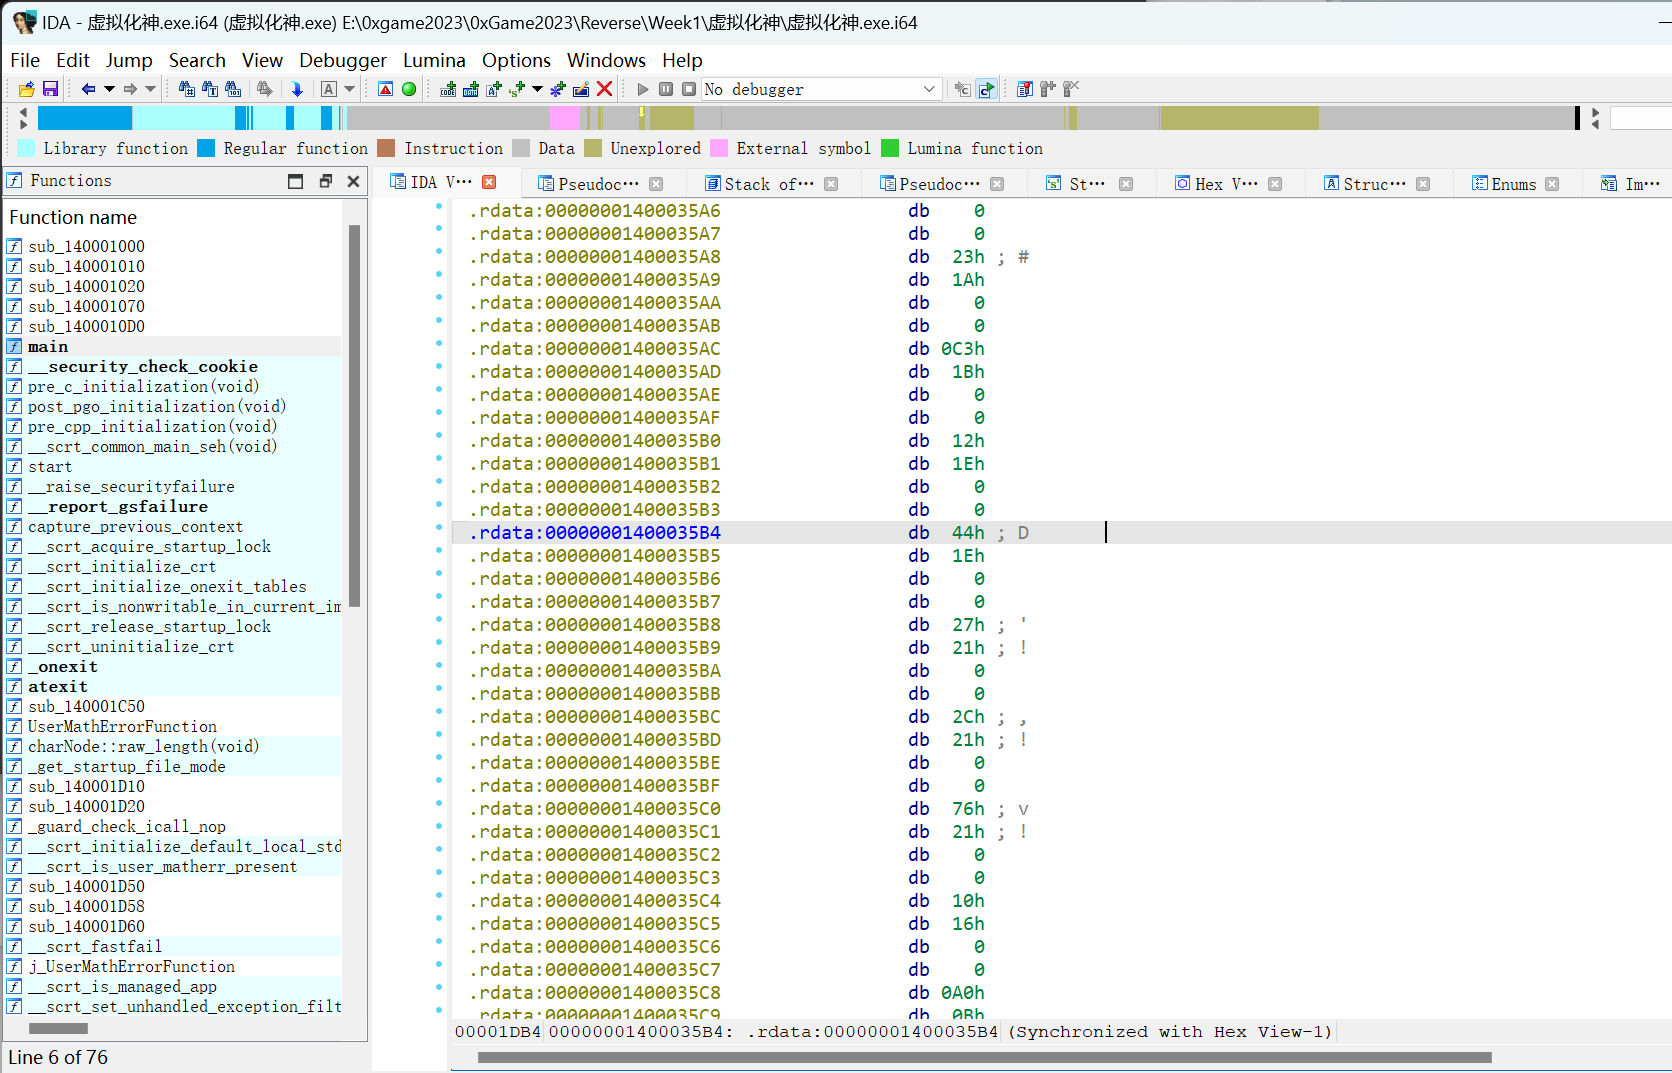 IDA - 虚拟化神.exe.i64 (虚拟化神.exe) E:\0xgame2023\0xGame2023\Reverse\Week1\虚拟化神\虚拟化神.exe.i64
File Edit Jump Search View Debugger Lumina Options Windows Help
No debugger
Library function Regular function Instruction Data Unexplored External symbol Lumina function
Functions
IDA V··· Pseudoc··· Stack of··· Pseudoc··· St··· Hex V··· Struc··· Enums Im···
Function name
sub_140001000
sub_140001010
sub_140001020
sub_140001070
sub_1400010D0
main
__security_check_cookie
pre_c_initialization(void)
post_pgo_initialization(void)
pre_cpp_initialization(void)
__scrt_common_main_seh(void)
start
__raise_securityfailure
__report_gsfailure
capture_previous_context
__scrt_acquire_startup_lock
__scrt_initialize_crt
__scrt_initialize_onexit_tables
__scrt_is_nonwritable_in_current_im
__scrt_release_startup_lock
__scrt_uninitialize_crt
_onexit
atexit
sub_140001C50
UserMathErrorFunction
charNode::raw_length(void)
_get_startup_file_mode
sub_140001D10
sub_140001D20
_guard_check_icall_nop
__scrt_initialize_default_local_std
__scrt_is_user_matherr_present
sub_140001D50
sub_140001D58
sub_140001D60
__scrt_fastfail
j_UserMathErrorFunction
__scrt_is_managed_app
__scrt_set_unhandled_exception_filt
Line 6 of 76
.rdata:00000001400035A6 db 0
.rdata:00000001400035A7 db 0
.rdata:00000001400035A8 db 23h ; #
.rdata:00000001400035A9 db 1Ah
.rdata:00000001400035AA db 0
.rdata:00000001400035AB db 0
.rdata:00000001400035AC db 0C3h
.rdata:00000001400035AD db 1Bh
.rdata:00000001400035AE db 0
.rdata:00000001400035AF db 0
.rdata:00000001400035B0 db 12h
.rdata:00000001400035B1 db 1Eh
.rdata:00000001400035B2 db 0
.rdata:00000001400035B3 db 0
.rdata:00000001400035B4 db 44h ; D
.rdata:00000001400035B5 db 1Eh
.rdata:00000001400035B6 db 0
.rdata:00000001400035B7 db 0
.rdata:00000001400035B8 db 27h ; '
.rdata:00000001400035B9 db 21h ; !
.rdata:00000001400035BA db 0
.rdata:00000001400035BB db 0
.rdata:00000001400035BC db 2Ch ; ,
.rdata:00000001400035BD db 21h ; !
.rdata:00000001400035BE db 0
.rdata:00000001400035BF db 0
.rdata:00000001400035C0 db 76h ; v
.rdata:00000001400035C1 db 21h ; !
.rdata:00000001400035C2 db 0
.rdata:00000001400035C3 db 0
.rdata:00000001400035C4 db 10h
.rdata:00000001400035C5 db 16h
.rdata:00000001400035C6 db 0
.rdata:00000001400035C7 db 0
.rdata:00000001400035C8 db 0A0h
.rdata:00000001400035C9 db 0Bh
00001DB4 00000001400035B4: .rdata:00000001400035B4 (Synchronized with Hex View-1)